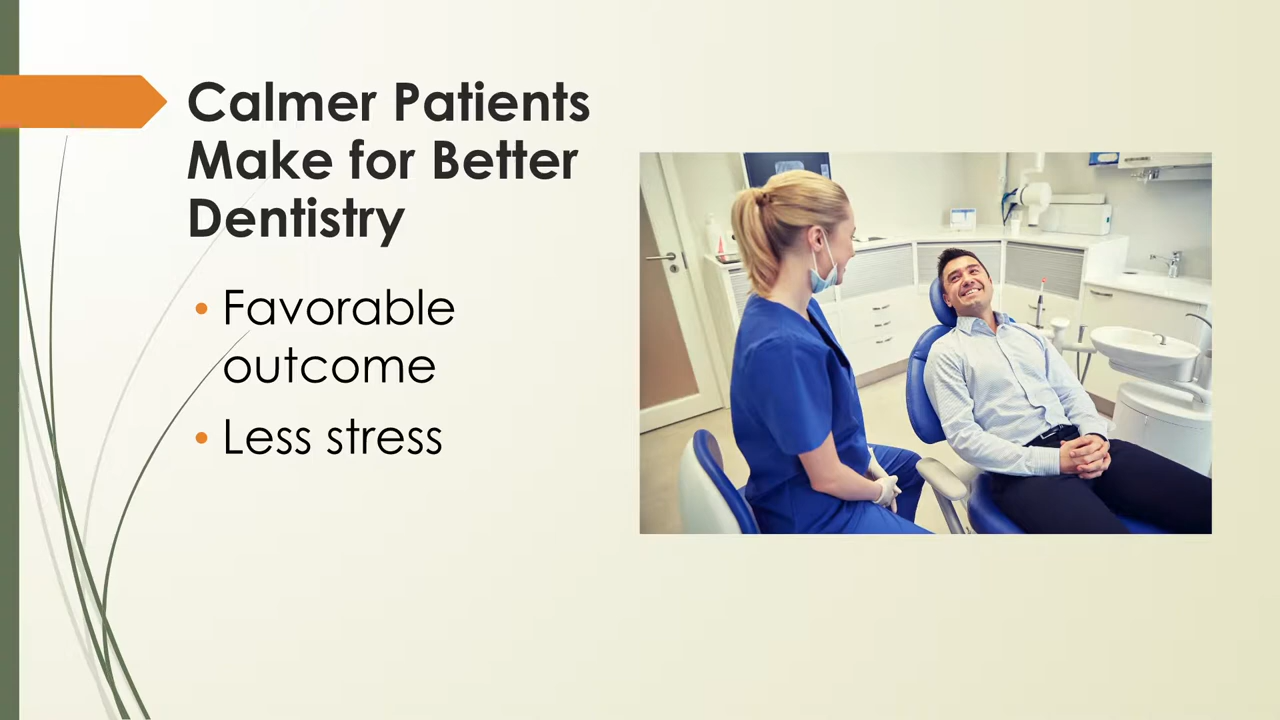 Calmer Patients
Make for Better
Dentistry
• Favorable
outcome
• Less stress